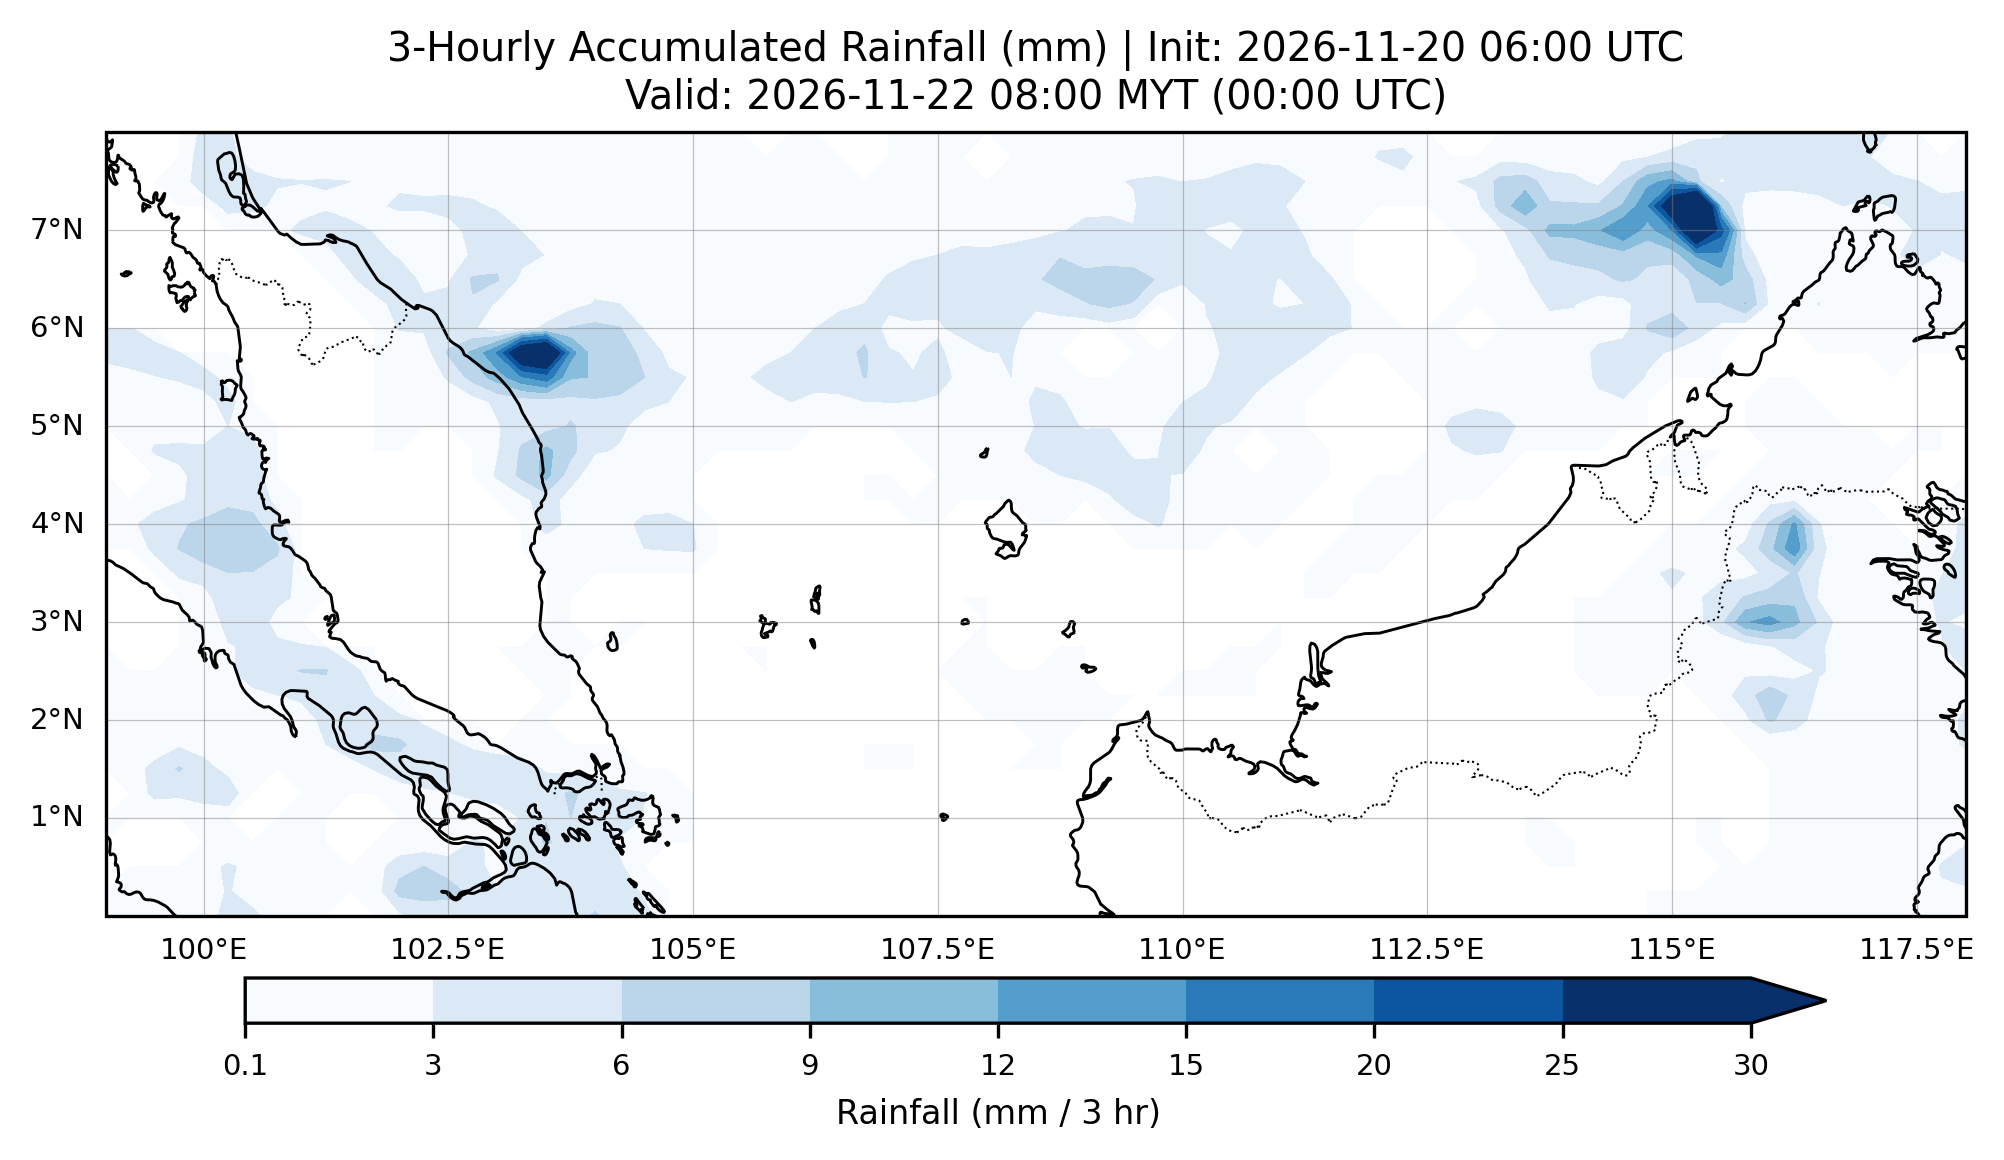 3-Hourly Accumulated Rainfall (mm) | Init: 2026-11-20 06:00 UTC
Valid: 2026-11-22 08:00 MYT (00:00 UTC)
7°N
6°N
5°N
4°N
3°N
2°N
1°N
100°E 102.5°E 105°E 107.5°E 110°E 112.5°E 115°E 117.5°E
0.1 3 6 9 12 15 20 25 30
Rainfall (mm / 3 hr)